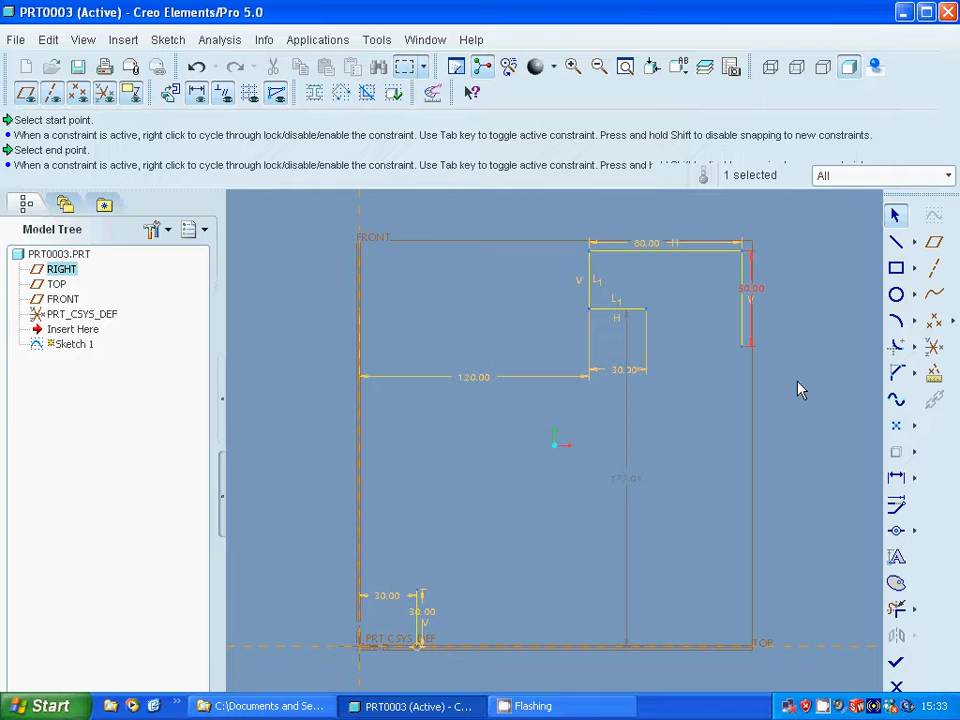 PRT0003 (Active) - Creo Elements/Pro 5.0
File Edit View Insert Sketch Analysis Info Applications Tools Window Help
Select start point.
When a constraint is active, right click to cycle through lock/disable/enable the constraint. Use Tab key to toggle active constraint. Press and hold Shift to disable snapping to new constraints.
Select end point.
When a constraint is active, right click to cycle through lock/disable/enable the constraint. Use Tab key to toggle active constraint. Press and h
1 selected
All
Model Tree
PRT0003.PRT
RIGHT
TOP
FRONT
PRT_CSYS_DEF
Insert Here
Sketch 1
FRONT
80.00 H
V L1
50.00
V
L1
H
30.00
120.00
30.00
30.00
V
PRT_CSYS_DEF
TOP
Start
C:\Documents and Se...
PRT0003 (Active) - C...
Flashing
15:33